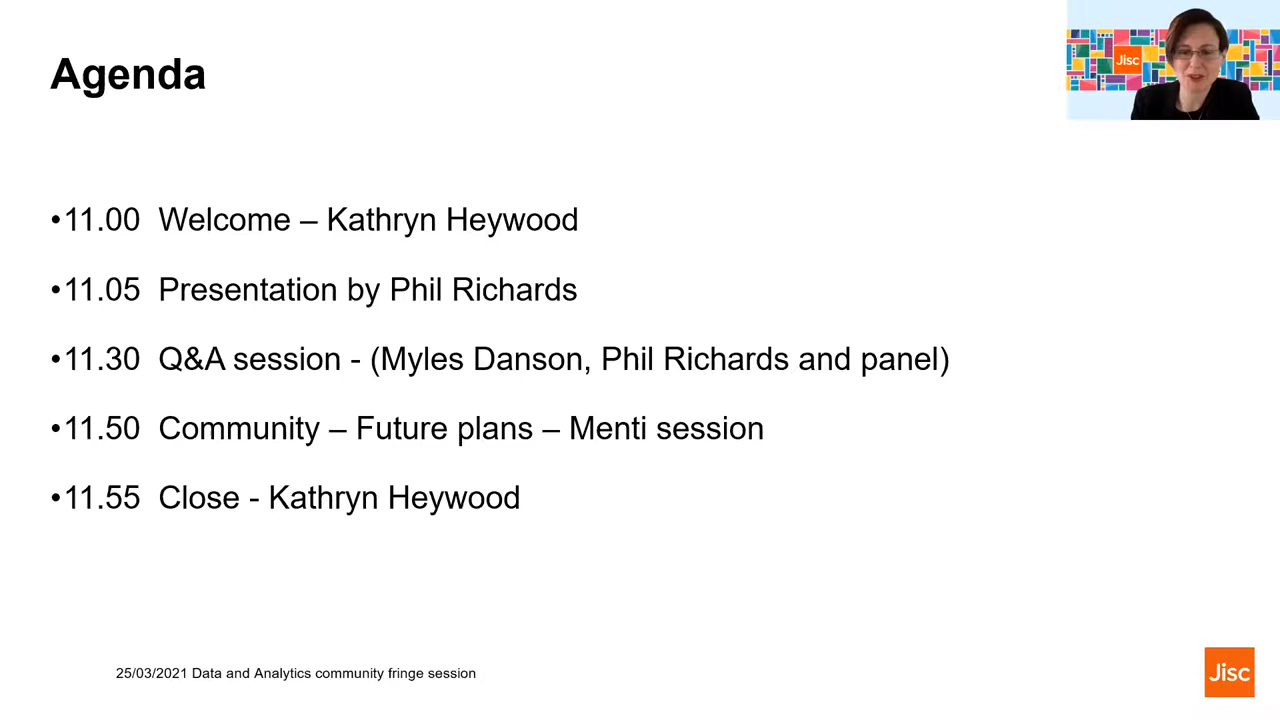 Agenda
Jisc
•11.00 Welcome – Kathryn Heywood
•11.05 Presentation by Phil Richards
•11.30 Q&A session - (Myles Danson, Phil Richards and panel)
•11.50 Community – Future plans – Menti session
•11.55 Close - Kathryn Heywood
25/03/2021 Data and Analytics community fringe session
Jisc